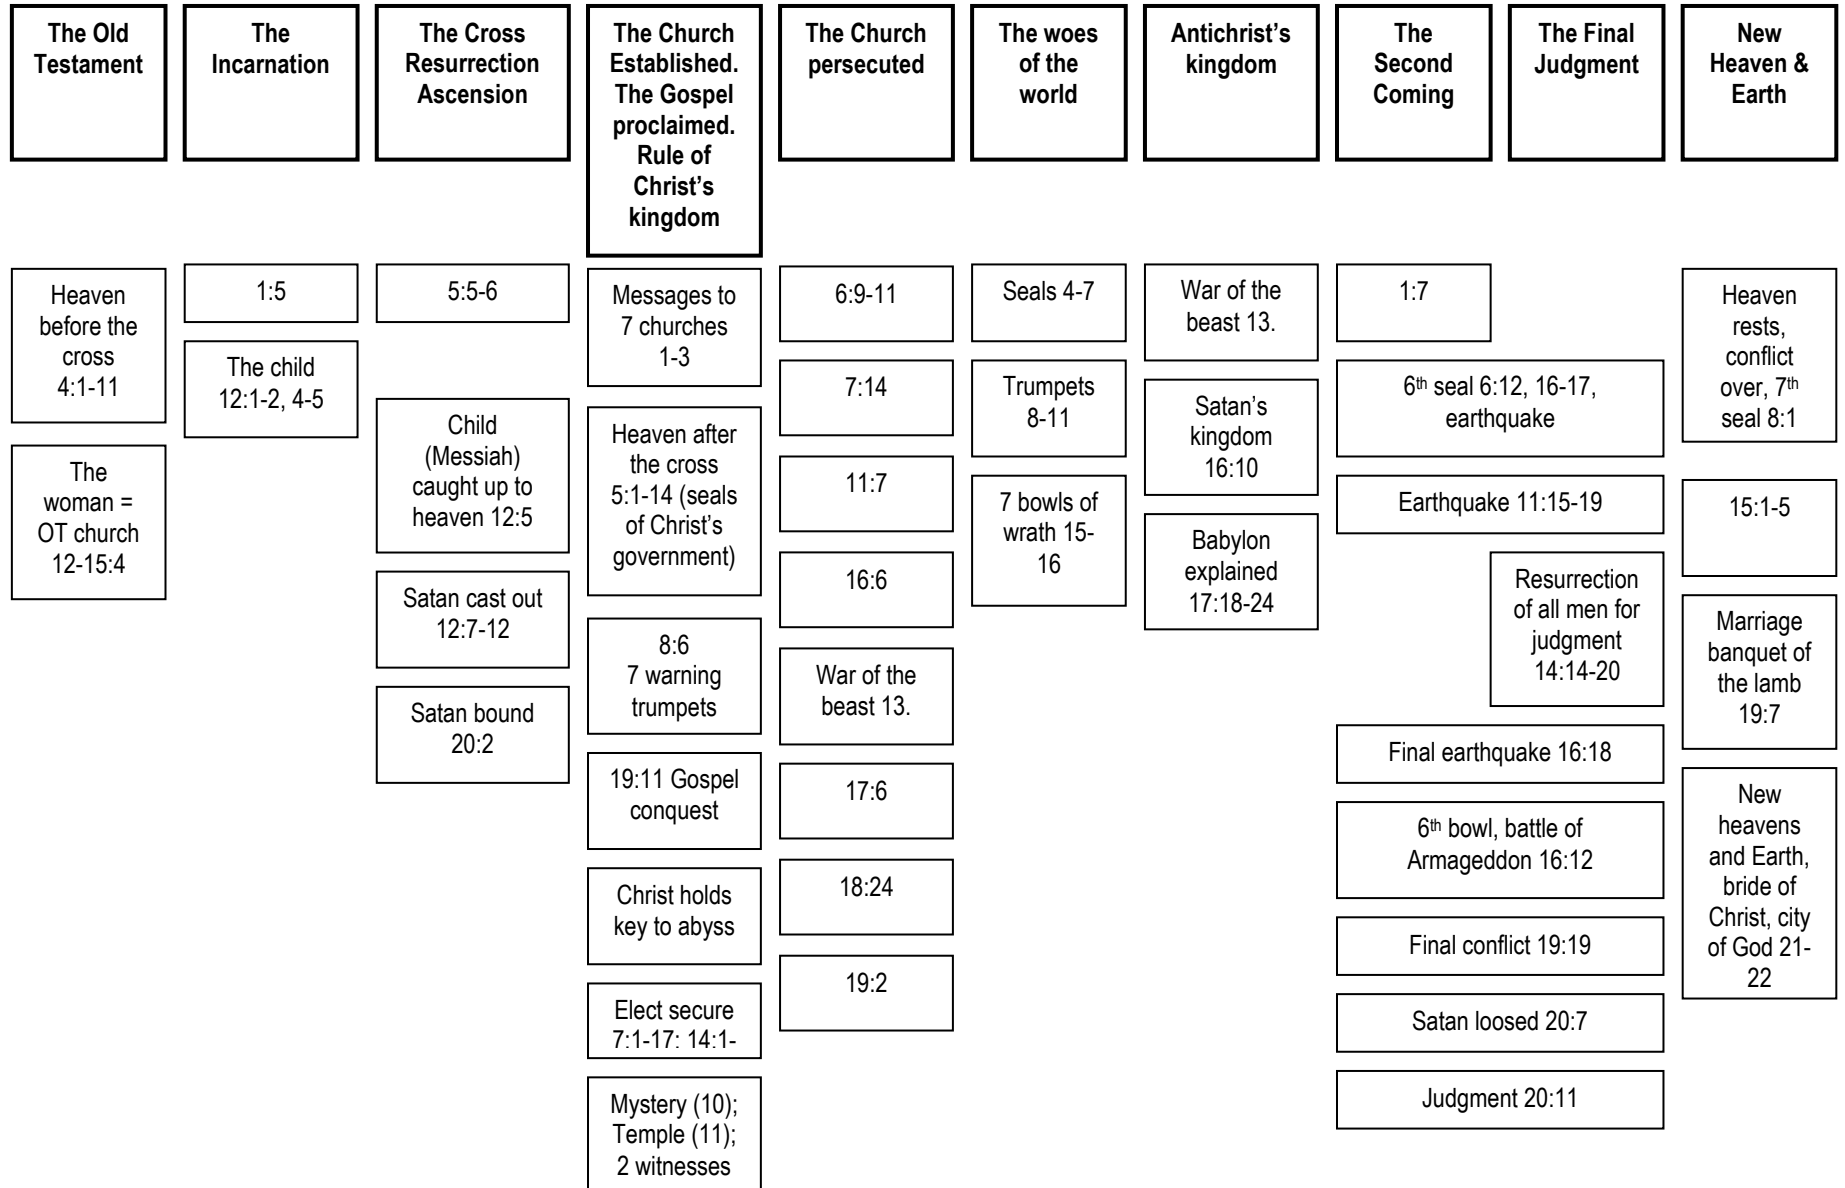 The Old
Testament
The
Incarnation
The Cross
Resurrection
Ascension
The Church
Established.
The Gospel
proclaimed.
Rule of
Christ’s
kingdom
The Church
persecuted
The woes
of the
world
Antichrist’s
kingdom
The
Second
Coming
The Final
Judgment
New
Heaven &
Earth
Heaven
before the
cross
4:1-11
The
woman =
OT church
12-15:4
1:5
The child
12:1-2, 4-5
5:5-6
Child
(Messiah)
caught up to
heaven 12:5
Satan cast out
12:7-12
Satan bound
20:2
Messages to
7 churches
1-3
Heaven after
the cross
5:1-14 (seals
of Christ’s
government)
8:6
7 warning
trumpets
19:11 Gospel
conquest
Christ holds
key to abyss
Elect secure
7:1-17: 14:1-
Mystery (10);
Temple (11);
2 witnesses
6:9-11
7:14
11:7
16:6
War of the
beast 13.
17:6
18:24
19:2
Seals 4-7
Trumpets
8-11
7 bowls of
wrath 15-
16
War of the
beast 13.
Satan’s
kingdom
16:10
Babylon
explained
17:18-24
1:7
6th seal 6:12, 16-17,
earthquake
Earthquake 11:15-19
Resurrection
of all men for
judgment
14:14-20
Final earthquake 16:18
6th bowl, battle of
Armageddon 16:12
Final conflict 19:19
Satan loosed 20:7
Judgment 20:11
Heaven
rests,
conflict
over, 7th
seal 8:1
15:1-5
Marriage
banquet of
the lamb
19:7
New
heavens
and Earth,
bride of
Christ, city
of God 21-
22